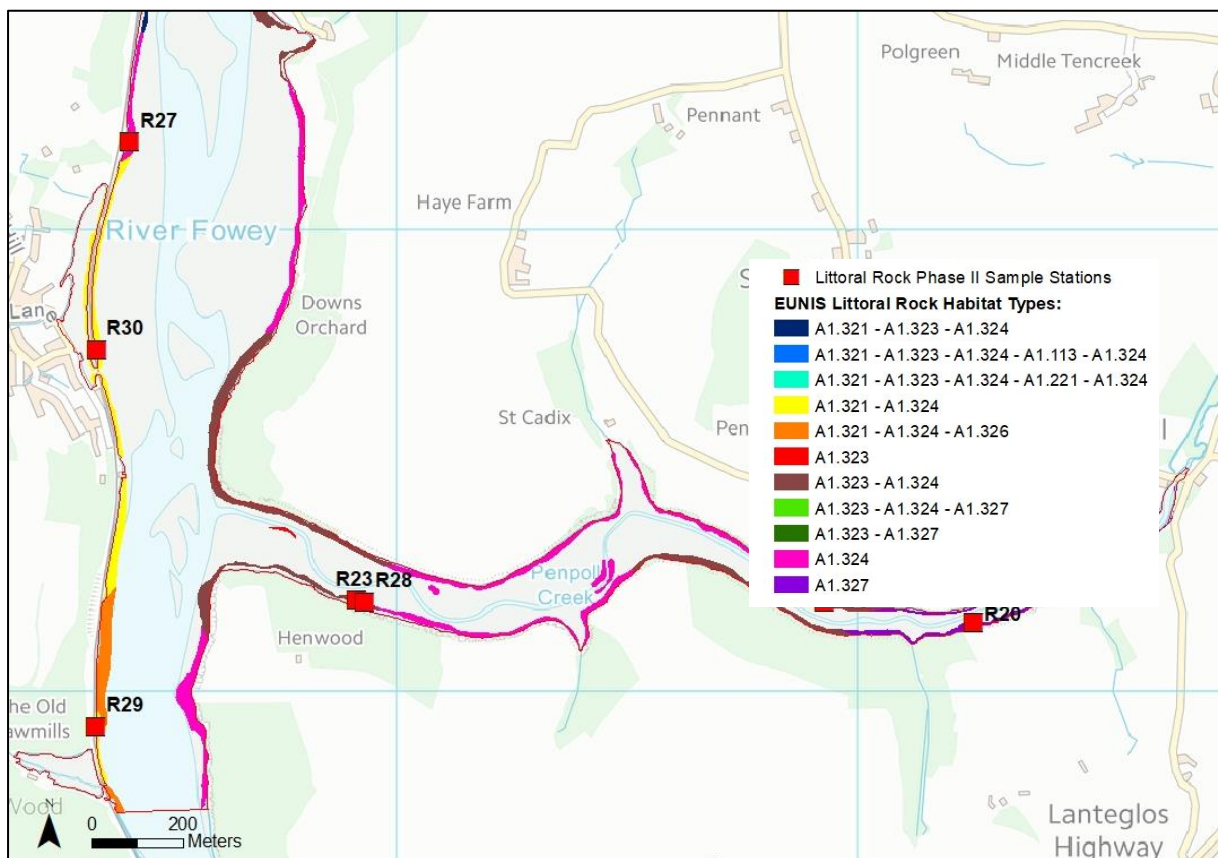 Polgreen
Middle Tencreek
R27
Pennant
Haye Farm
River Fowey
Littoral Rock Phase II Sample Stations
EUNIS Littoral Rock Habitat Types:
A1.321 - A1.323 - A1.324
A1.321 - A1.323 - A1.324 - A1.113 - A1.324
A1.321 - A1.323 - A1.324 - A1.221 - A1.324
A1.321 - A1.324
A1.321 - A1.324 - A1.326
A1.323
A1.323 - A1.324
A1.323 - A1.324 - A1.327
A1.323 - A1.327
A1.324
A1.327
S
Downs
Orchard
Lane
R30
St Cadix
Pen
l
R23
R28
Penpoll
Creek
R20
Henwood
R29
he Old
awmills
Wood
N
0 200
Meters
Lanteglos
Highway